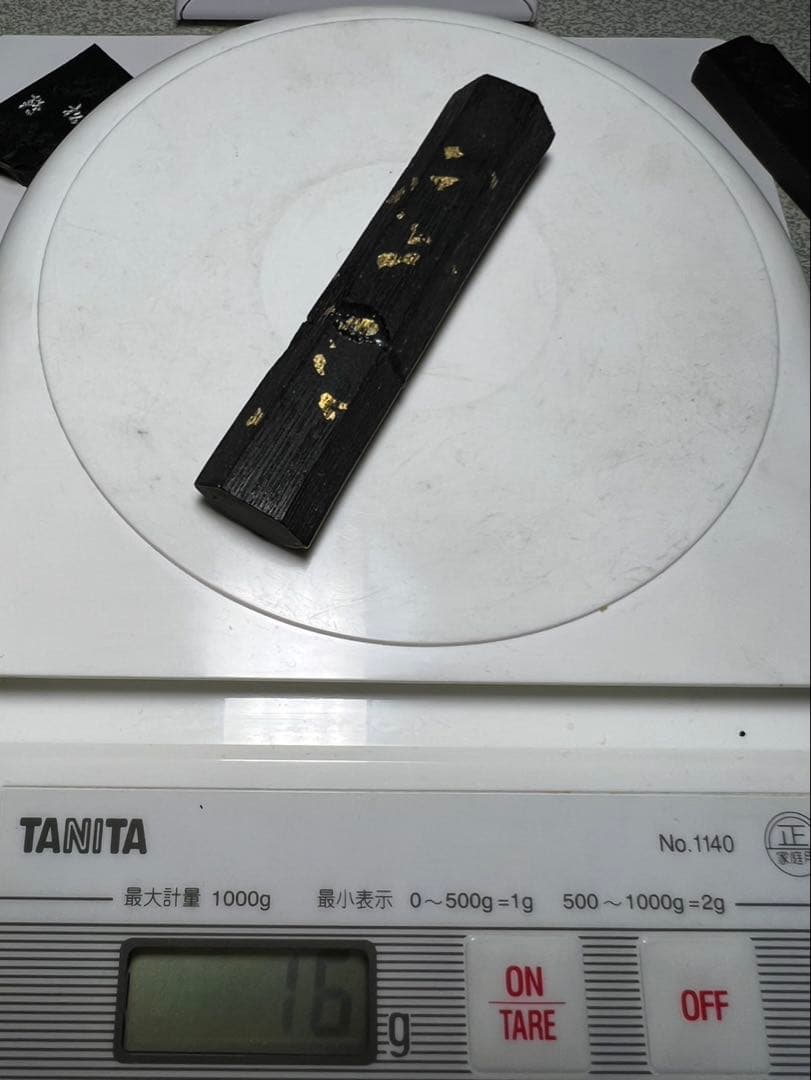 TANITA
No.1140
正
家庭用
最大計量 1000g
最小表示 0～500g=1g 500～1000g=2g
16 g
ON
TARE
OFF